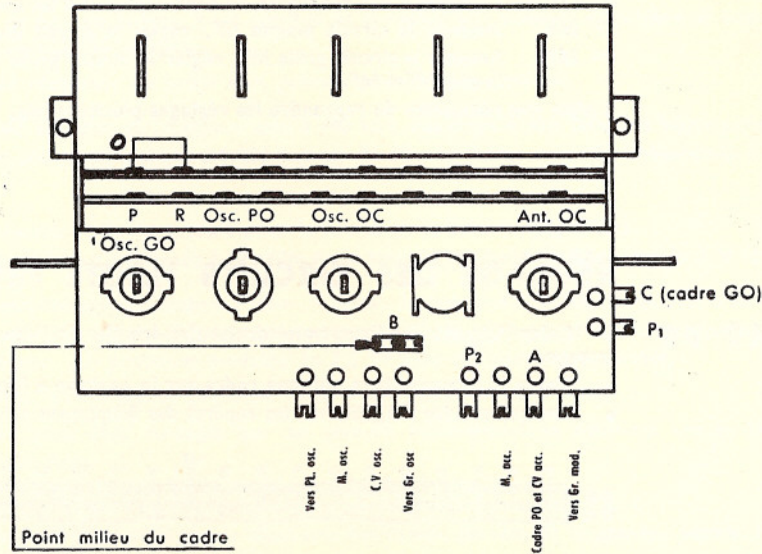 P R Osc. PO Osc. OC Ant. OC
Osc. GO
C (cadre GO)
P₁
B
P₂ A
Vers PL. osc.
M. osc.
C.V. osc.
Vers Gr. osc
M. acc.
Cadre PO et CV acc.
Vers Gr. mod.
Point milieu du cadre